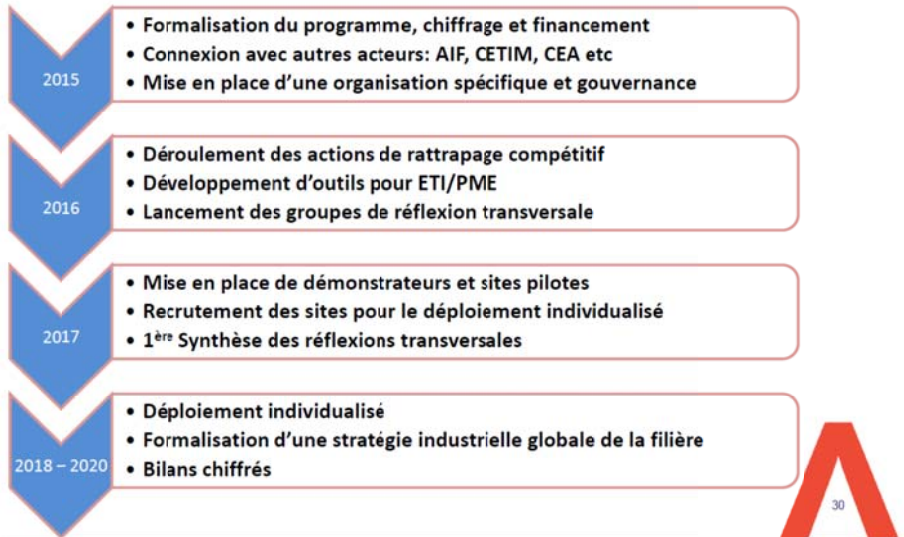 2015
• Formalisation du programme, chiffrage et financement
• Connexion avec autres acteurs: AIF, CETIM, CEA etc
• Mise en place d'une organisation spécifique et gouvernance
2016
• Déroulement des actions de rattrapage compétitif
• Développement d'outils pour ETI/PME
• Lancement des groupes de réflexion transversale
2017
• Mise en place de démonstrateurs et sites pilotes
• Recrutement des sites pour le déploiement individualisé
• 1ère Synthèse des réflexions transversales
2018 – 2020
• Déploiement individualisé
• Formalisation d'une stratégie industrielle globale de la filière
• Bilans chiffrés
30